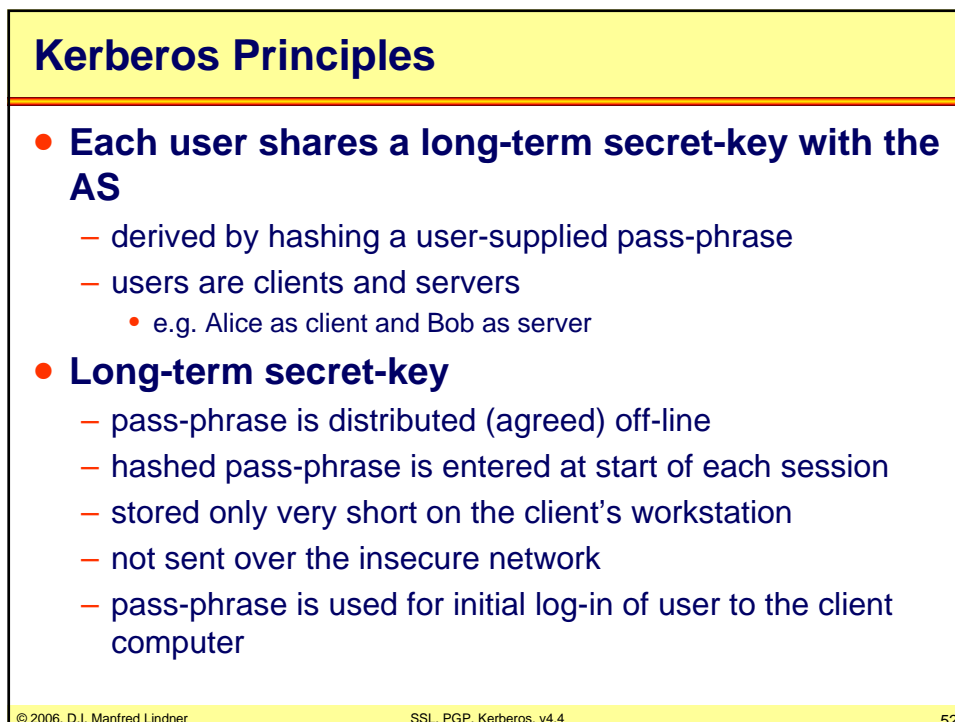 Kerberos Principles
• Each user shares a long-term secret-key with the
AS
– derived by hashing a user-supplied pass-phrase
– users are clients and servers
• e.g. Alice as client and Bob as server
• Long-term secret-key
– pass-phrase is distributed (agreed) off-line
– hashed pass-phrase is entered at start of each session
– stored only very short on the client's workstation
– not sent over the insecure network
– pass-phrase is used for initial log-in of user to the client
computer
© 2006, D.I. Manfred Lindner SSL, PGP, Kerberos, v4.4 52